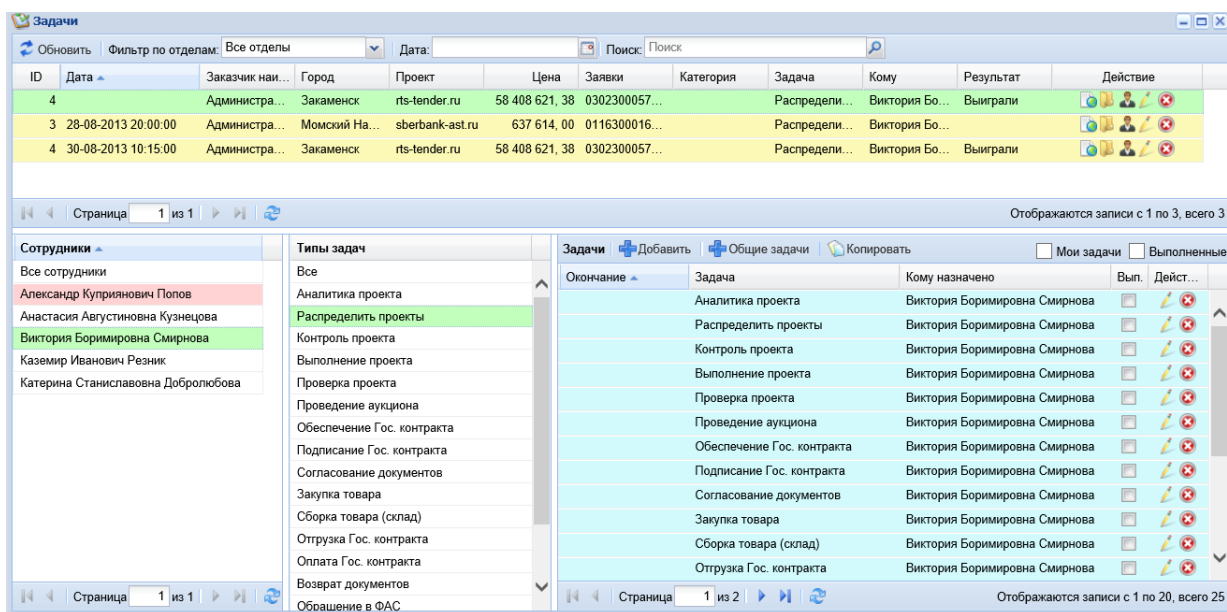 Задачи
Обновить Фильтр по отделам: Все отделы Дата: Поиск: Поиск
ID Дата Заказчик наи... Город Проект Цена Заявки Категория Задача Кому Результат Действие
4 Администра... Закаменск rts-tender.ru 58 408 621, 38 0302300057... Распредели... Виктория Бо... Выиграли
3 28-08-2013 20:00:00 Администра... Момский На... sberbank-ast.ru 637 614, 00 0116300016... Распредели... Виктория Бо...
4 30-08-2013 10:15:00 Администра... Закаменск rts-tender.ru 58 408 621, 38 0302300057... Распредели... Виктория Бо... Выиграли
Страница 1 из 1 Отображаются записи с 1 по 3, всего 3
Сотрудники
Все сотрудники
Александр Куприянович Попов
Анастасия Августиновна Кузнецова
Виктория Боримировна Смирнова
Каземир Иванович Резник
Катерина Станиславовна Добролюбова
Страница 1 из 1
Типы задач
Все
Аналитика проекта
Распределить проекты
Контроль проекта
Выполнение проекта
Проверка проекта
Проведение аукциона
Обеспечение Гос. контракта
Подписание Гос. контракта
Согласование документов
Закупка товара
Сборка товара (склад)
Отгрузка Гос. контракта
Оплата Гос. контракта
Возврат документов
Обращение в ФАС
Задачи Добавить Общие задачи Копировать Мои задачи Выполненные
Окончание Задача Кому назначено Вып. Дейст...
Аналитика проекта Виктория Боримировна Смирнова
Распределить проекты Виктория Боримировна Смирнова
Контроль проекта Виктория Боримировна Смирнова
Выполнение проекта Виктория Боримировна Смирнова
Проверка проекта Виктория Боримировна Смирнова
Проведение аукциона Виктория Боримировна Смирнова
Обеспечение Гос. контракта Виктория Боримировна Смирнова
Подписание Гос. контракта Виктория Боримировна Смирнова
Согласование документов Виктория Боримировна Смирнова
Закупка товара Виктория Боримировна Смирнова
Сборка товара (склад) Виктория Боримировна Смирнова
Отгрузка Гос. контракта Виктория Боримировна Смирнова
Страница 1 из 2 Отображаются записи с 1 по 20, всего 25